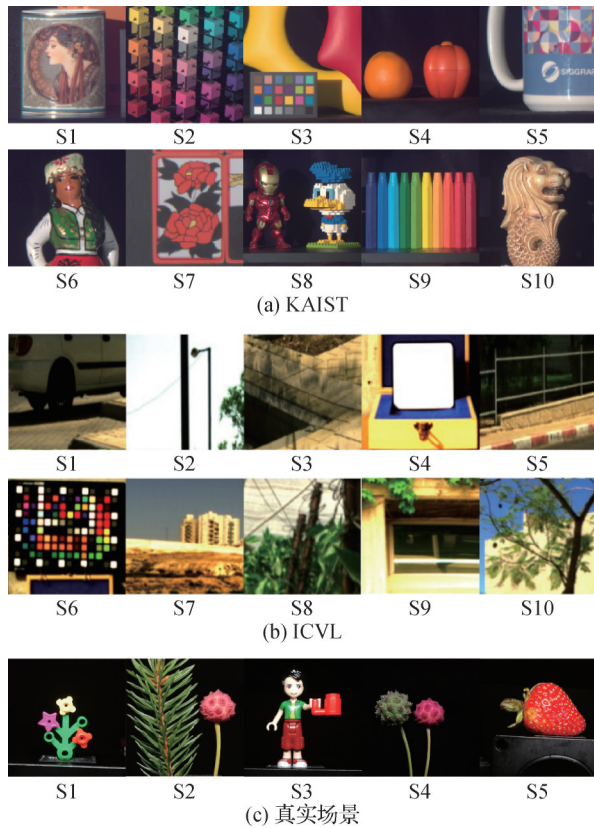 SIGGRAPH
S1 S2 S3 S4 S5
S6 S7 S8 S9 S10
(a) KAIST
S1 S2 S3 S4 S5
S6 S7 S8 S9 S10
(b) ICVL
S1 S2 S3 S4 S5
(c) 真实场景